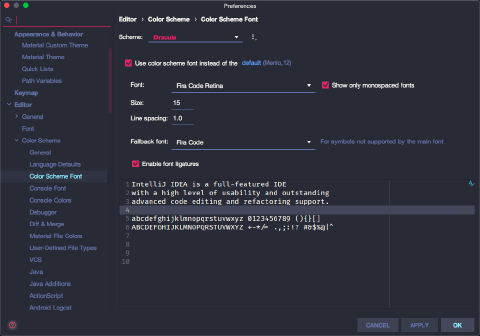 Preferences
Appearance & Behavior
Material Custom Theme
Material Theme
Quick Lists
Path Variables
Keymap
Editor
General
Font
Color Scheme
General
Language Defaults
Color Scheme Font
Console Font
Console Colors
Debugger
Diff & Merge
Material File Colors
User-Defined File Types
VCS
Java
Java Additions
ActionScript
Android Logcat
Editor › Color Scheme › Color Scheme Font
Scheme: Dracula
Use color scheme font instead of the default (Menlo,12)
Font: Fira Code Retina Show only monospaced fonts
Size: 15
Line spacing: 1.0
Fallback font: Fira Code For symbols not supported by the main font
Enable font ligatures
1 IntelliJ IDEA is a full-featured IDE
2 with a high level of usability and outstanding
3 advanced code editing and refactoring support.
4
5 abcdefghijklmnopqrstuvwxyz 0123456789 (){}[]
6 ABCDEFGHIJKLMNOPQRSTUVWXYZ +-*/= .,;:!? #&$%@|^
7
8
9
10
CANCEL APPLY OK